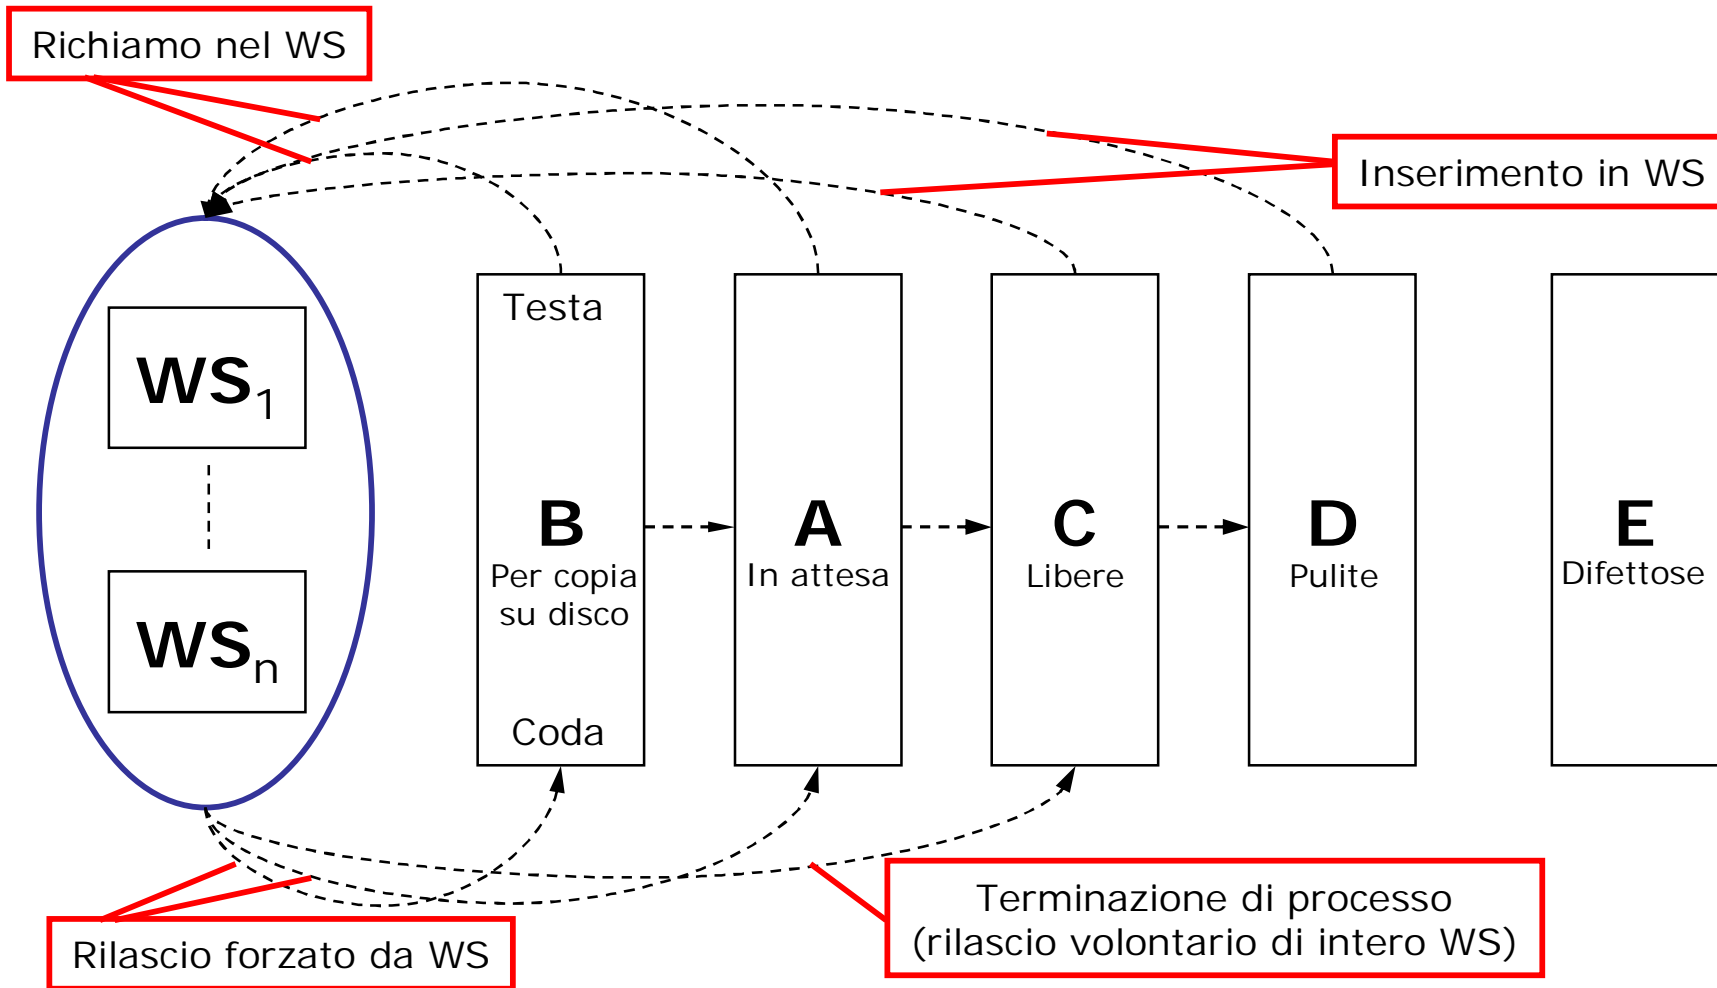 Richiamo nel WS
Inserimento in WS
Testa
WS1
B
A
C
D
E
Per copia
su disco
In attesa
Libere
Pulite
Difettose
WSn
Coda
Terminazione di processo
(rilascio volontario di intero WS)
Rilascio forzato da WS